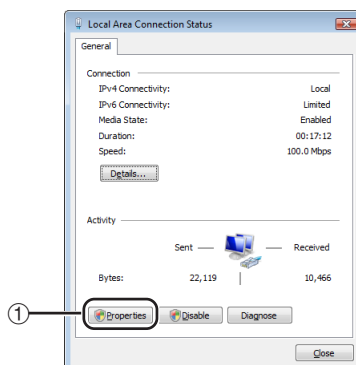 Local Area Connection Status
General
Connection
IPv4 Connectivity: Local
IPv6 Connectivity: Limited
Media State: Enabled
Duration: 00:17:12
Speed: 100.0 Mbps
Details...
Activity
Sent — — Received
Bytes: 22,119 | 10,466
① Properties Disable Diagnose
Close